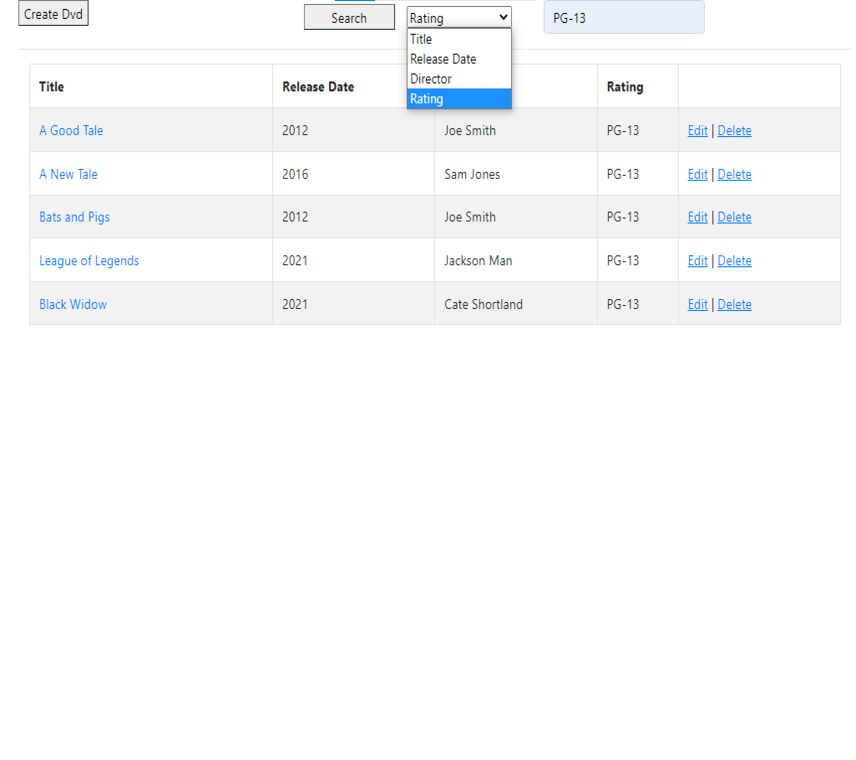 Create Dvd Search Rating PG-13
Title
Release Date
Director
Rating
Title Release Date Rating
A Good Tale 2012 Joe Smith PG-13 Edit | Delete
A New Tale 2016 Sam Jones PG-13 Edit | Delete
Bats and Pigs 2012 Joe Smith PG-13 Edit | Delete
League of Legends 2021 Jackson Man PG-13 Edit | Delete
Black Widow 2021 Cate Shortland PG-13 Edit | Delete